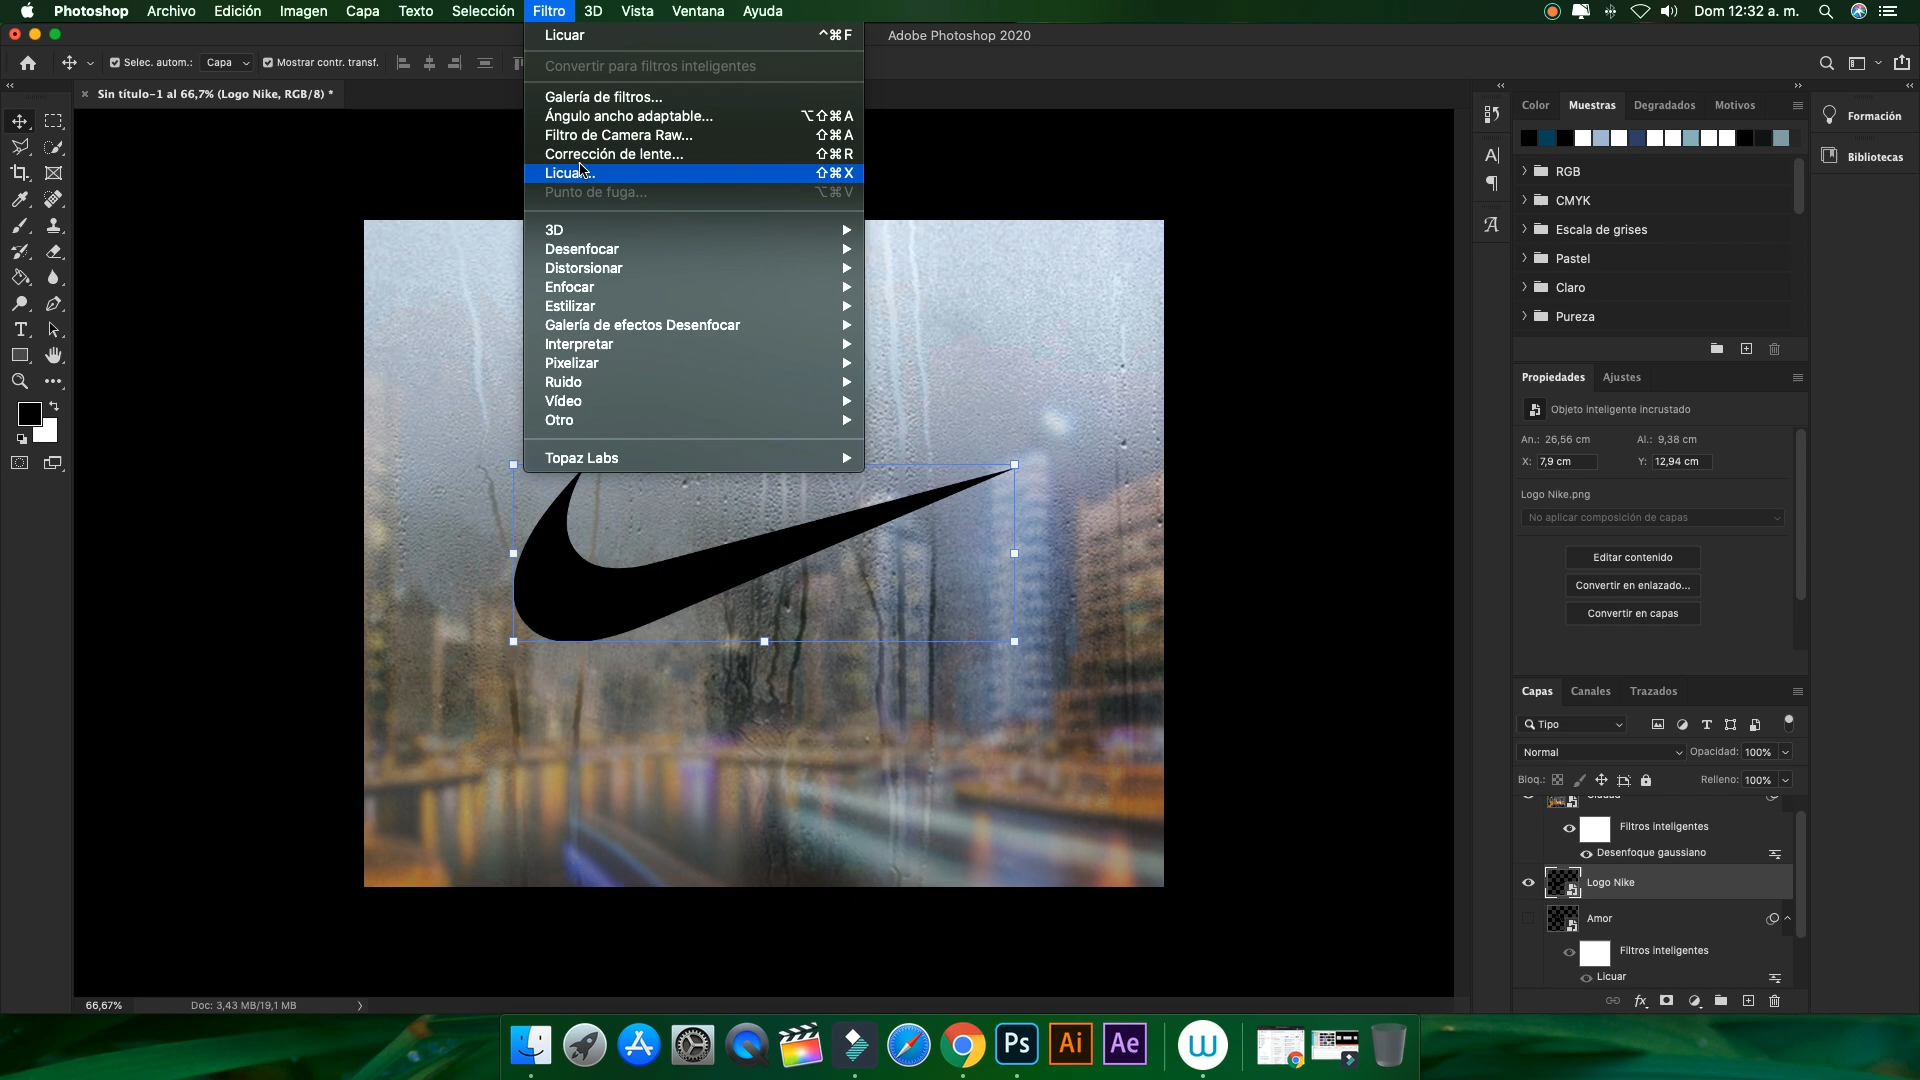 Photoshop Archivo Edición Imagen Capa Texto Selección Filtro 3D Vista Ventana Ayuda Dom 12:32 a. m.
Adobe Photoshop 2020
Selec. autom.: Capa Mostrar contr. transf.
Sin título-1 al 66,7% (Logo Nike, RGB/8) *
Licuar ^⌘F
Convertir para filtros inteligentes
Galería de filtros...
Ángulo ancho adaptable... ⌥⇧⌘A
Filtro de Camera Raw... ⇧⌘A
Corrección de lente... ⇧⌘R
Licuar... ⇧⌘X
Punto de fuga... ⌥⌘V
3D
Desenfocar
Distorsionar
Enfocar
Estilizar
Galería de efectos Desenfocar
Interpretar
Pixelizar
Ruido
Vídeo
Otro
Topaz Labs
66,67% Doc: 3,43 MB/19,1 MB
Color Muestras Degradados Motivos
RGB
CMYK
Escala de grises
Pastel
Claro
Pureza
Propiedades Ajustes
Objeto inteligente incrustado
An.: 26,56 cm Al.: 9,38 cm
X: 7,9 cm Y: 12,94 cm
Logo Nike.png
No aplicar composición de capas
Editar contenido
Convertir en enlazado...
Convertir en capas
Capas Canales Trazados
Tipo
Normal Opacidad: 100%
Bloq.: Relleno: 100%
Filtros inteligentes
Desenfoque gaussiano
Logo Nike
Amor
Filtros inteligentes
Licuar
Formación
Bibliotecas
Ps Ai Ae